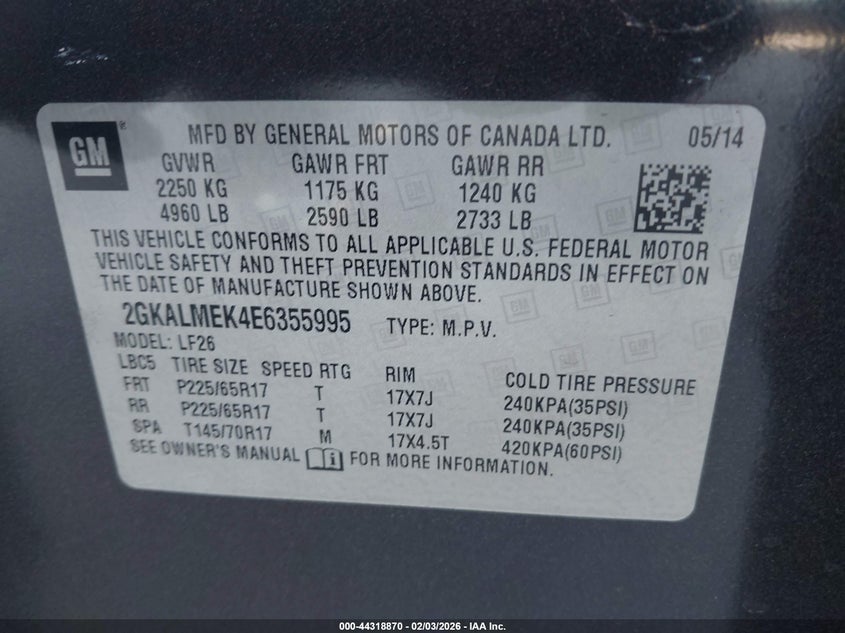 GM® MFD BY GENERAL MOTORS OF CANADA LTD. 05/14
GVWR GAWR FRT GAWR RR
2250 KG 1175 KG 1240 KG
4960 LB 2590 LB 2733 LB
THIS VEHICLE CONFORMS TO ALL APPLICABLE U.S. FEDERAL MOTOR
VEHICLE SAFETY AND THEFT PREVENTION STANDARDS IN EFFECT ON
THE DATE OF MANUFACTURE SHOWN ABOVE.
2GKALMEK4E6355995 TYPE: M.P.V.
MODEL: LF26
LBC5 TIRE SIZE SPEED RTG RIM COLD TIRE PRESSURE
FRT P225/65R17 T 17X7J 240KPA(35PSI)
RR P225/65R17 T 17X7J 240KPA(35PSI)
SPA T145/70R17 M 17X4.5T 420KPA(60PSI)
SEE OWNER'S MANUAL i FOR MORE INFORMATION.
000-44318870 - 02/03/2026 - IAA Inc.